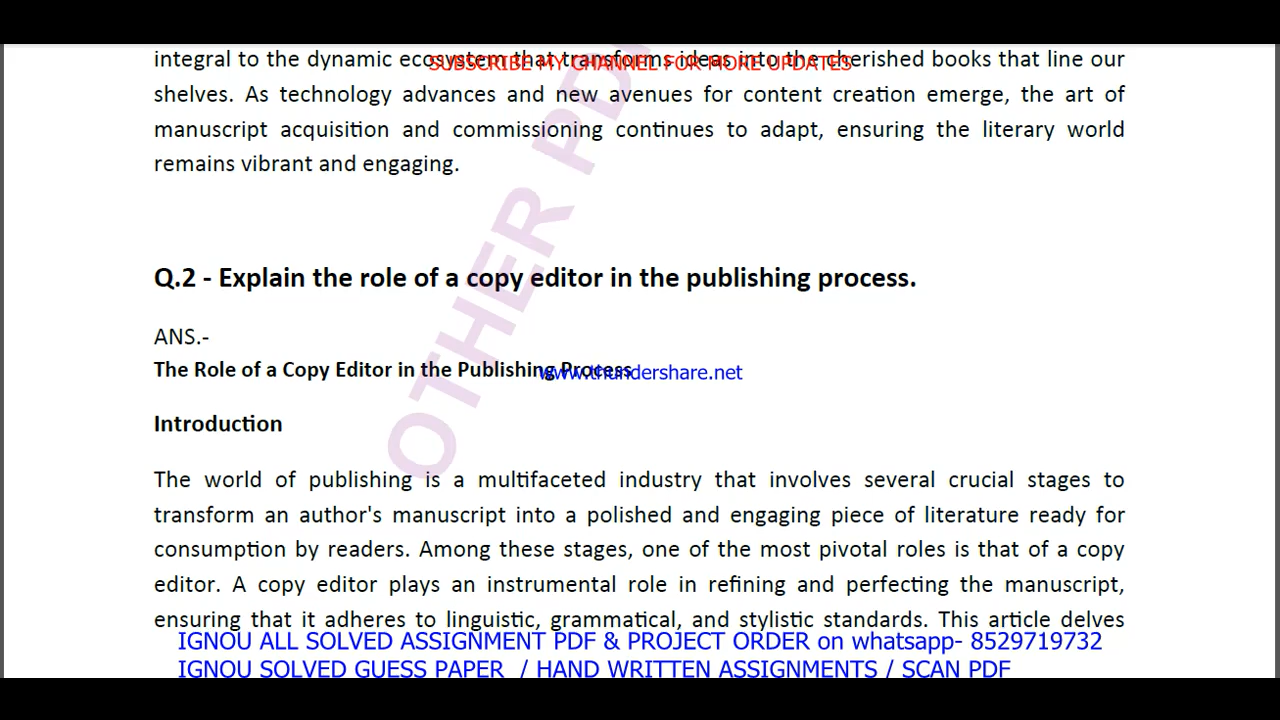 integral to the dynamic ecosystem that transforms ideas into the cherished books that line our
SUBSCRIBE MY CHANNEL FOR MORE UPDATES
shelves. As technology advances and new avenues for content creation emerge, the art of
manuscript acquisition and commissioning continues to adapt, ensuring the literary world
remains vibrant and engaging.
OTHER PD
Q.2 - Explain the role of a copy editor in the publishing process.
ANS.-
The Role of a Copy Editor in the Publishing Process
www.thundershare.net
Introduction
The world of publishing is a multifaceted industry that involves several crucial stages to
transform an author's manuscript into a polished and engaging piece of literature ready for
consumption by readers. Among these stages, one of the most pivotal roles is that of a copy
editor. A copy editor plays an instrumental role in refining and perfecting the manuscript,
ensuring that it adheres to linguistic, grammatical, and stylistic standards. This article delves
IGNOU ALL SOLVED ASSIGNMENT PDF & PROJECT ORDER on whatsapp- 8529719732
IGNOU SOLVED GUESS PAPER / HAND WRITTEN ASSIGNMENTS / SCAN PDF